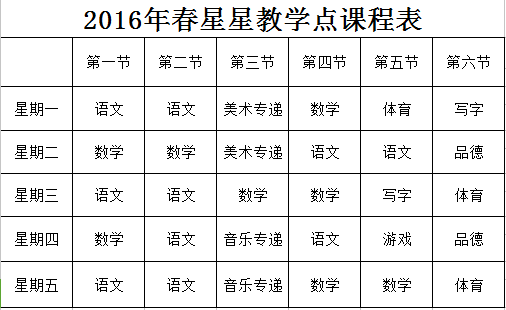 2016年春星星教学点课程表
第一节 第二节 第三节 第四节 第五节 第六节
星期一 语文 语文 美术专递 数学 体育 写字
星期二 数学 数学 美术专递 语文 语文 品德
星期三 语文 语文 数学 数学 写字 体育
星期四 数学 语文 音乐专递 语文 游戏 品德
星期五 语文 语文 音乐专递 数学 数学 体育